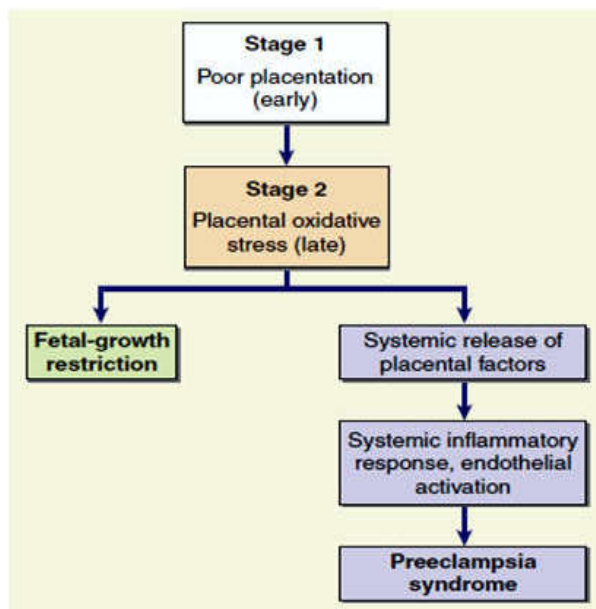 Stage 1
Poor placentation
(early)
Stage 2
Placental oxidative
stress (late)
Fetal-growth
restriction
Systemic release of
placental factors
Systemic inflammatory
response, endothelial
activation
Preeclampsia
syndrome